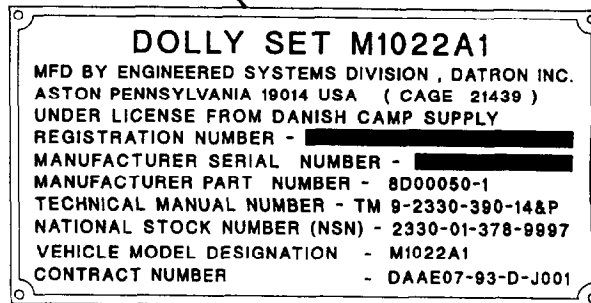 DOLLY SET M1022A1
MFD BY ENGINEERED SYSTEMS DIVISION , DATRON INC.
ASTON PENNSYLVANIA 19014 USA ( CAGE 21439 )
UNDER LICENSE FROM DANISH CAMP SUPPLY
REGISTRATION NUMBER -
MANUFACTURER SERIAL NUMBER -
MANUFACTURER PART NUMBER - 8D00050-1
TECHNICAL MANUAL NUMBER - TM 9-2330-390-14&P
NATIONAL STOCK NUMBER (NSN) - 2330-01-378-9997
VEHICLE MODEL DESIGNATION - M1022A1
CONTRACT NUMBER - DAAE07-93-D-J001